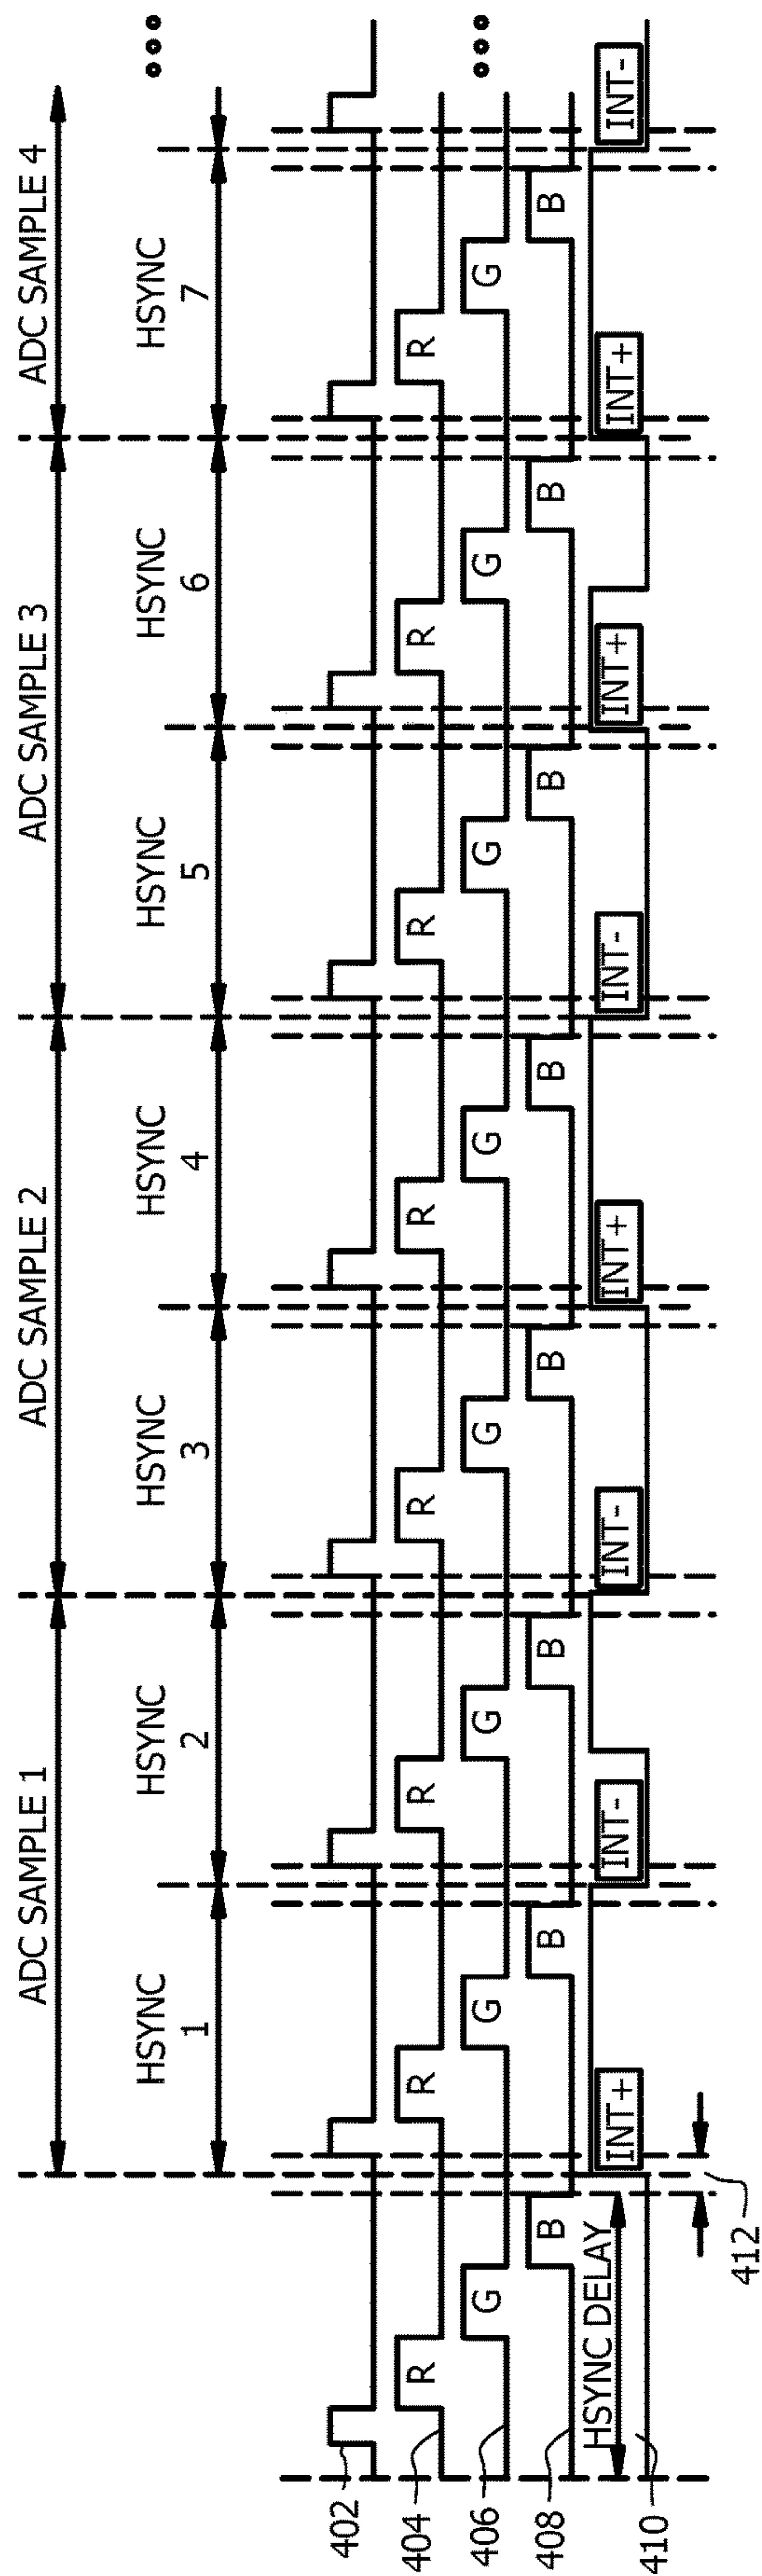 ADC SAMPLE 1
ADC SAMPLE 2
ADC SAMPLE 3
ADC SAMPLE 4
HSYNC
1
HSYNC
2
HSYNC
3
HSYNC
4
HSYNC
5
HSYNC
6
HSYNC
7
402
404
R
R
R
R
R
R
R
R
406
G
G
G
G
G
G
G
G
408
B
B
B
B
B
B
B
B
HSYNC DELAY
410
INT+
INT-
INT-
INT+
INT-
INT+
INT+
INT-
412